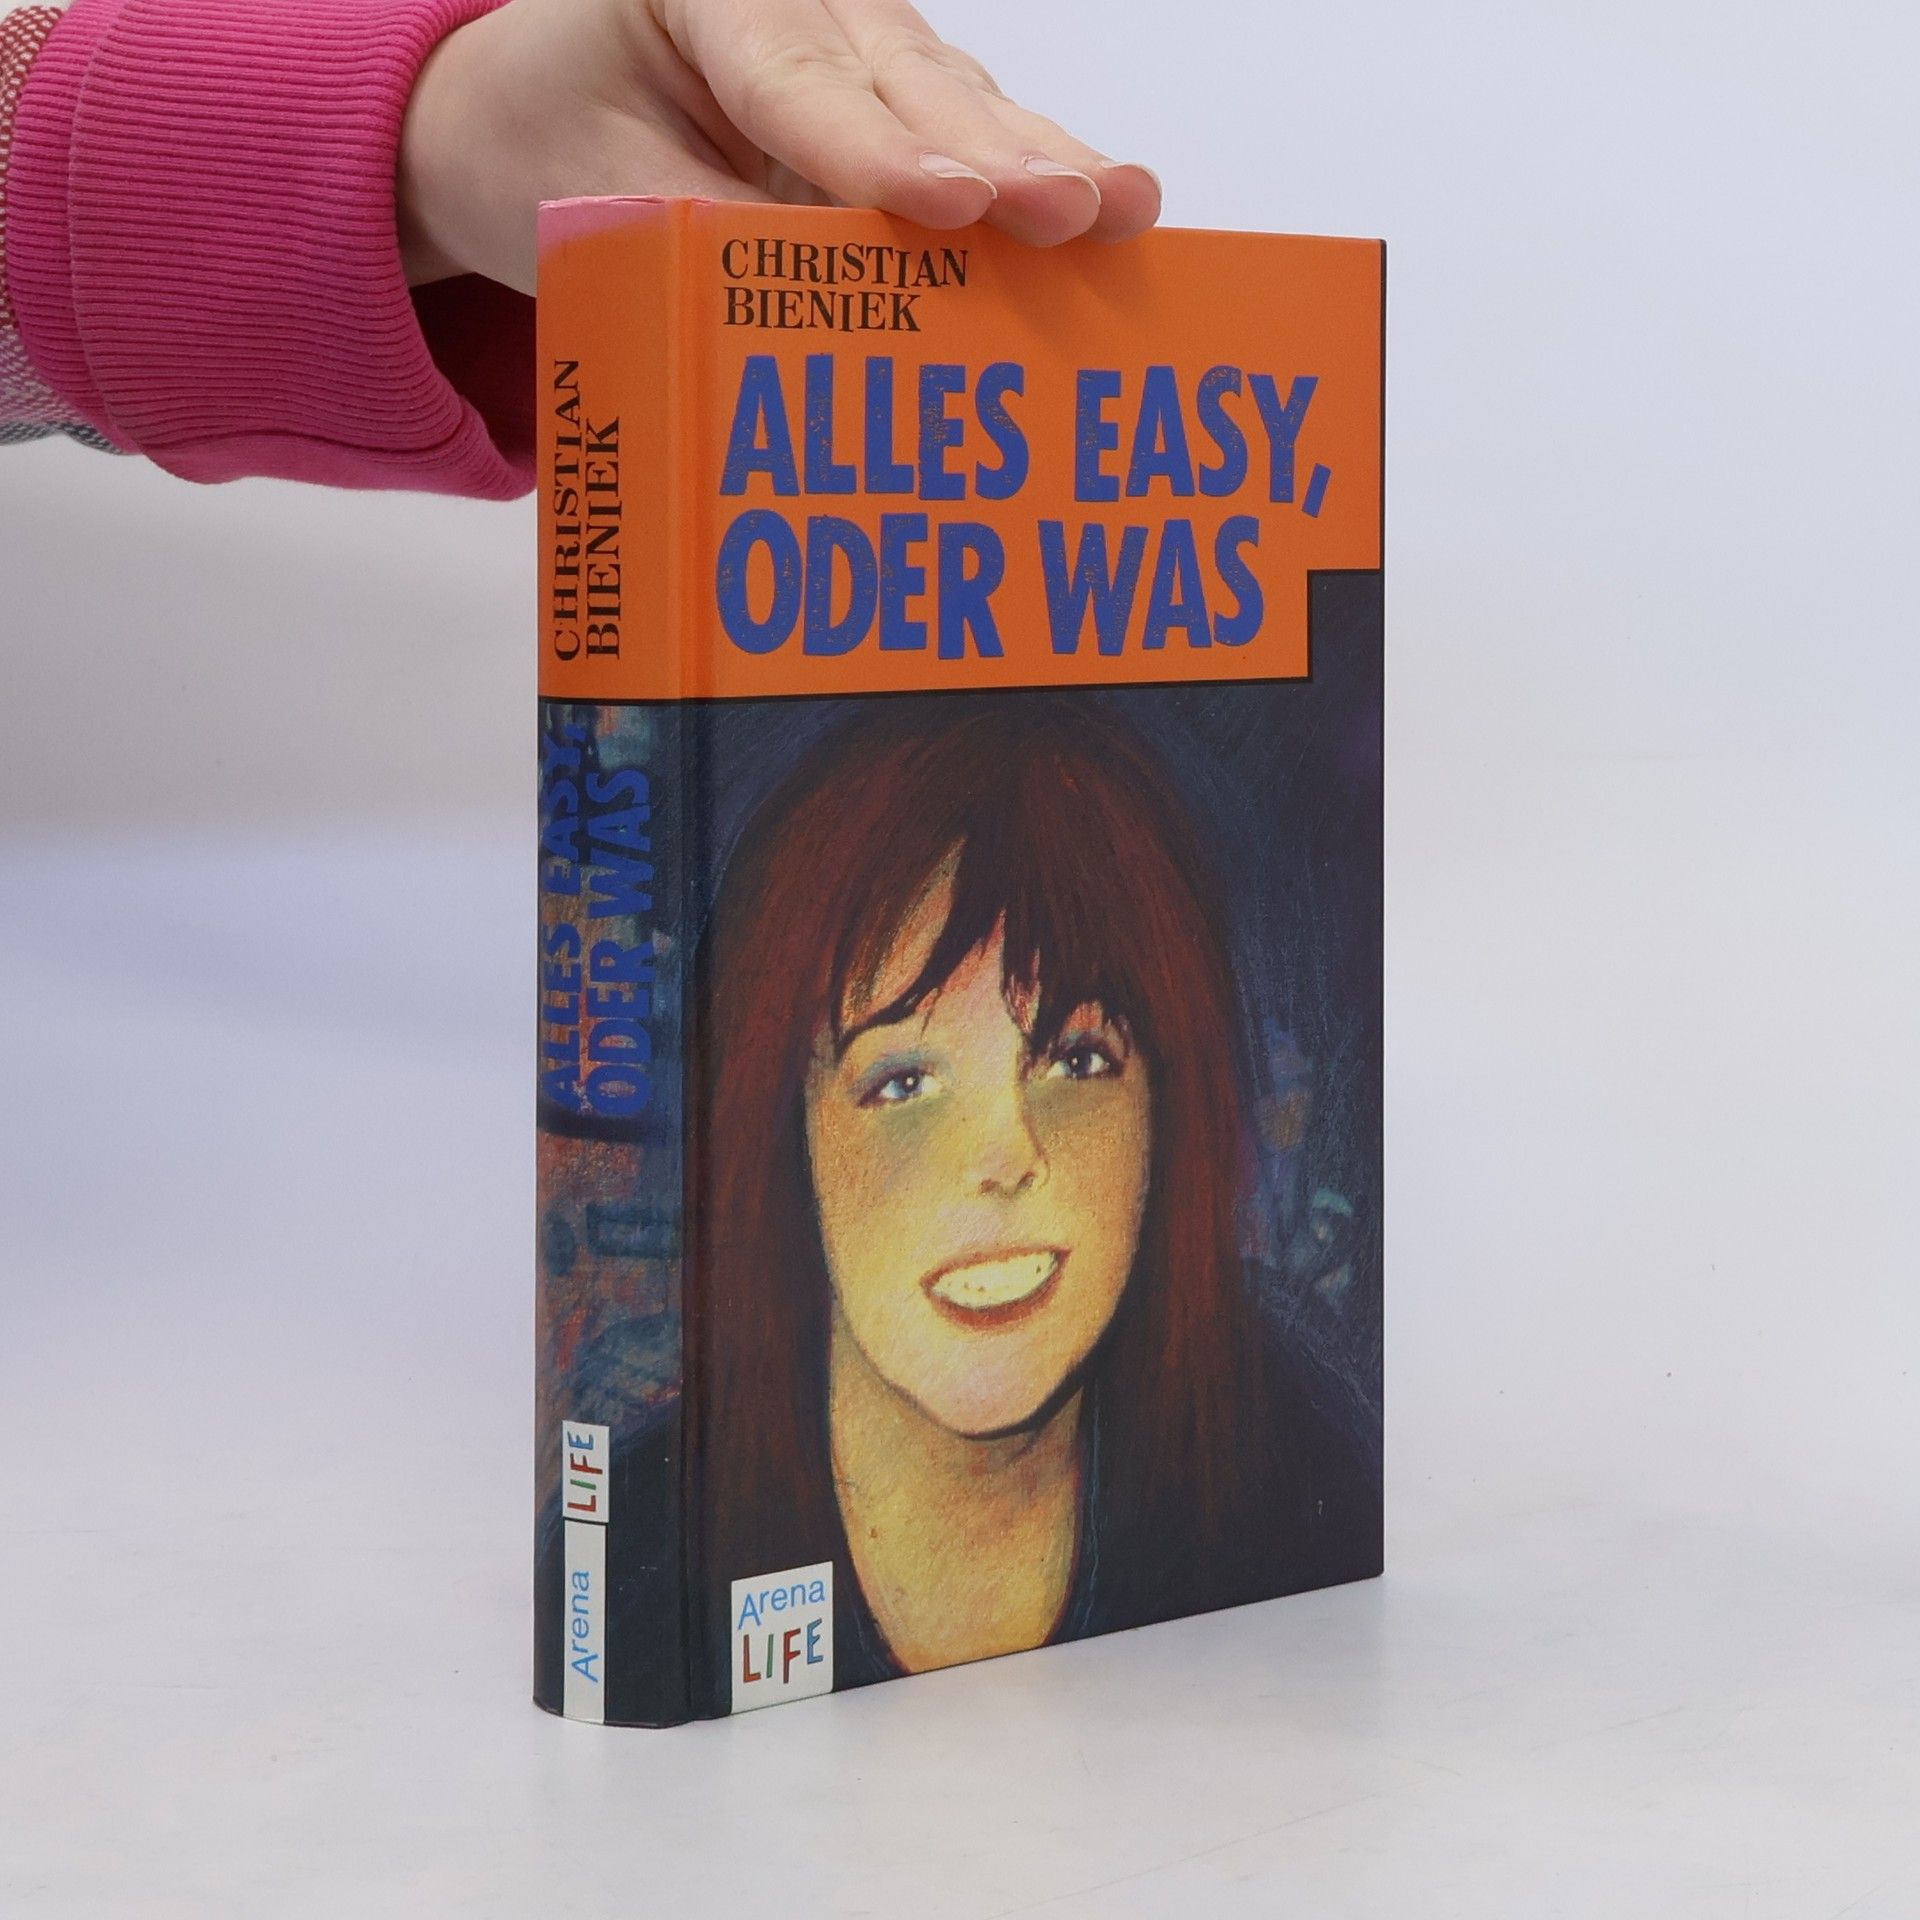 CHRISTIAN
BIENIEK
ALLES EASY,
ODER WAS
Arena
LIFE
CHRISTIAN
BIENIEK
ALLES EASY,
ODER WAS
Arena LIFE